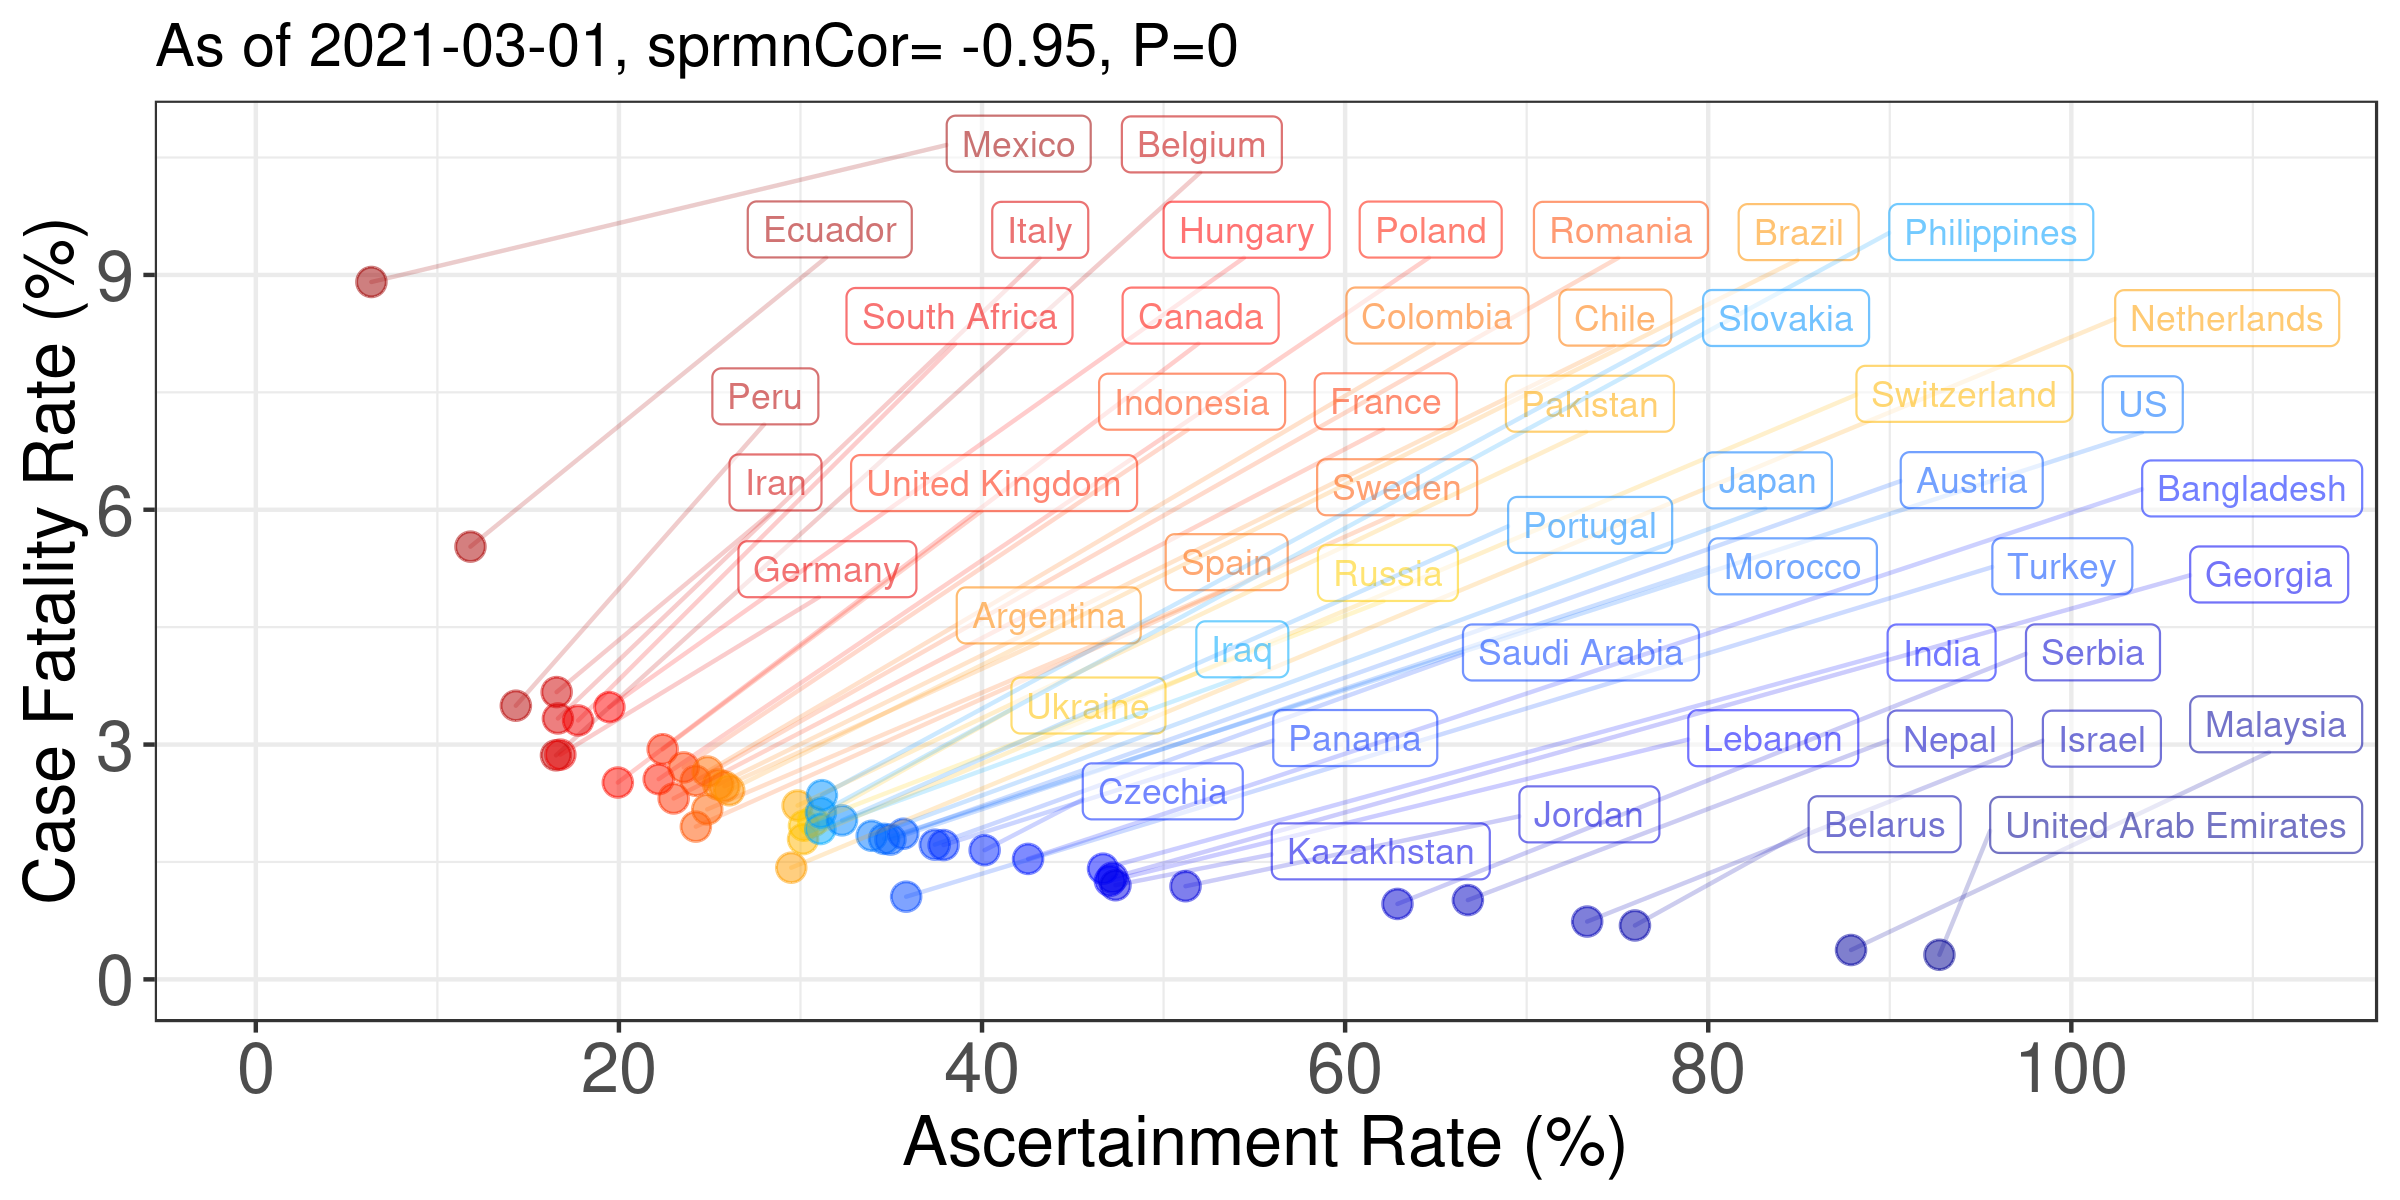 As of 2021-03-01, sprmnCor= -0.95, P=0
Case Fatality Rate (%)
9
6
3
0
Mexico
Belgium
Ecuador
Italy
Hungary
Poland
Romania
Brazil
Philippines
South Africa
Canada
Colombia
Chile
Slovakia
Netherlands
Peru
Indonesia
France
Pakistan
Switzerland
US
Iran
United Kingdom
Sweden
Japan
Austria
Bangladesh
Portugal
Germany
Spain
Russia
Morocco
Turkey
Georgia
Argentina
Iraq
Saudi Arabia
India
Serbia
Ukraine
Panama
Lebanon
Nepal
Israel
Malaysia
Czechia
Jordan
Belarus
United Arab Emirates
Kazakhstan
0
20
40
60
80
100
Ascertainment Rate (%)